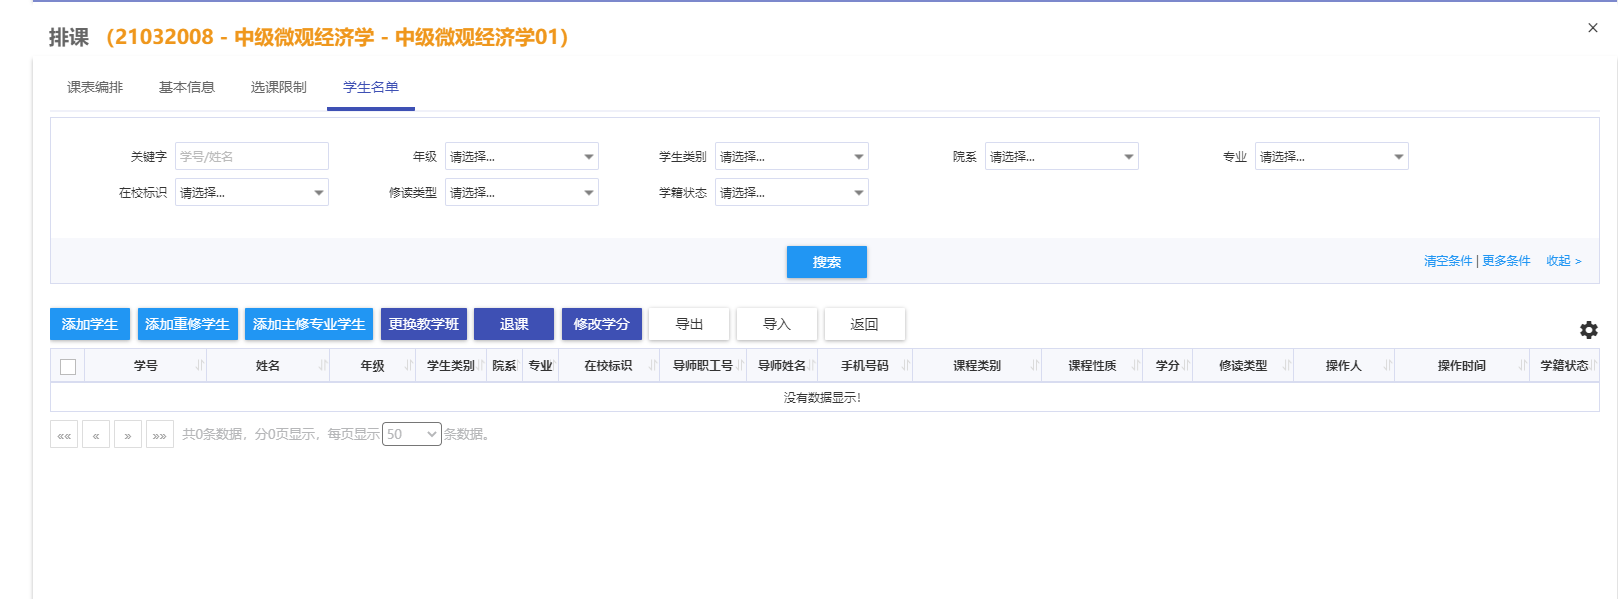 排课 （21032008 - 中级微观经济学 - 中级微观经济学01） ×
课表编排 基本信息 选课限制 学生名单
关键字 学号/姓名 年级 请选择... 学生类别 请选择... 院系 请选择... 专业 请选择...
在校标识 请选择... 修读类型 请选择... 学籍状态 请选择...
搜索 清空条件 | 更多条件 收起 >
添加学生 添加重修学生 添加主修专业学生 更换教学班 退课 修改学分 导出 导入 返回
学号 姓名 年级 学生类别 院系 专业 在校标识 导师职工号 导师姓名 手机号码 课程类别 课程性质 学分 修读类型 操作人 操作时间 学籍状态
没有数据显示!
«« « » »» 共0条数据，分0页显示，每页显示 50 条数据。